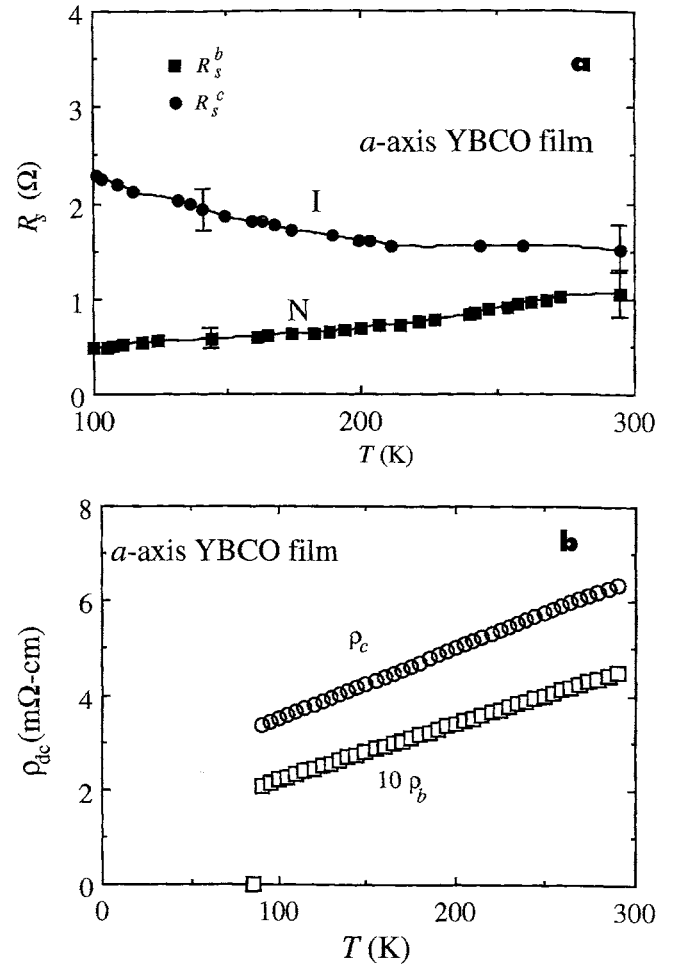 4
R_s^b
a
R_s^c
3
a-axis YBCO film
R_s (Ω)
2
I
1
N
0
100
200
300
T (K)
8
a-axis YBCO film
b
6
ρ_c
ρ_dc(mΩ-cm)
4
10 ρ_b
2
0
0
100
200
300
T (K)